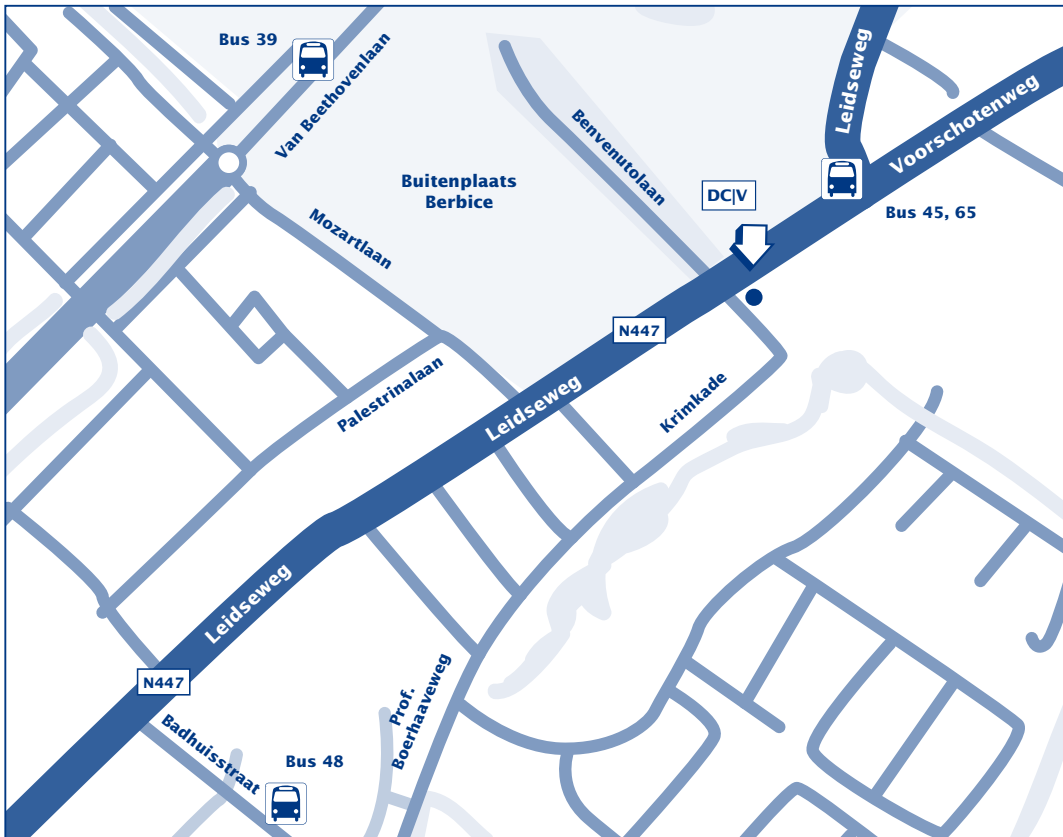 Bus 39
Van Beethovenlaan
Leidseweg
Voorschotenweg
Benvenutolaan
Buitenplaats
Berbice
DC|V
Bus 45, 65
Mozartlaan
N447
Palestrinalaan
Leidseweg
Krimkade
Leidseweg
N447
Prof.
Boerhaaveweg
Badhuisstraat
Bus 48